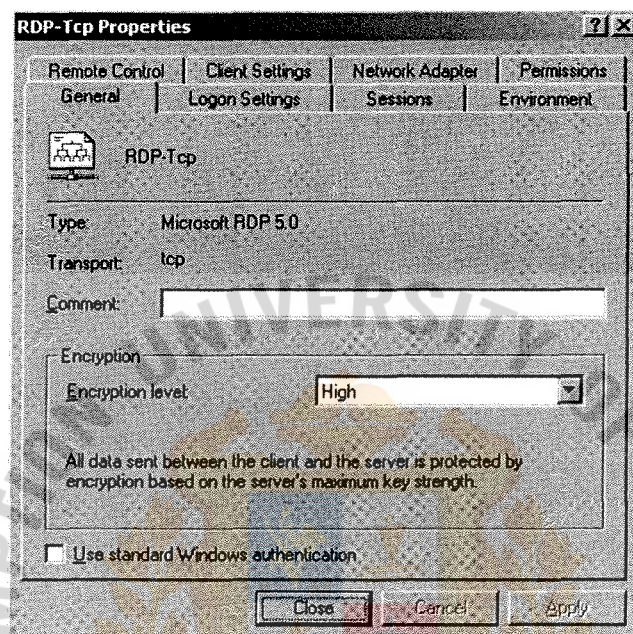 RDP-Tcp Properties
Remote Control Client Settings Network Adapter Permissions
General Logon Settings Sessions Environment
RDP-Tcp
Type: Microsoft RDP 5.0
Transport: tcp
Comment:
Encryption
Encryption level: High
All data sent between the client and the server is protected by
encryption based on the server's maximum key strength.
Use standard Windows authentication
Close Cancel Apply
UNIVERSITY